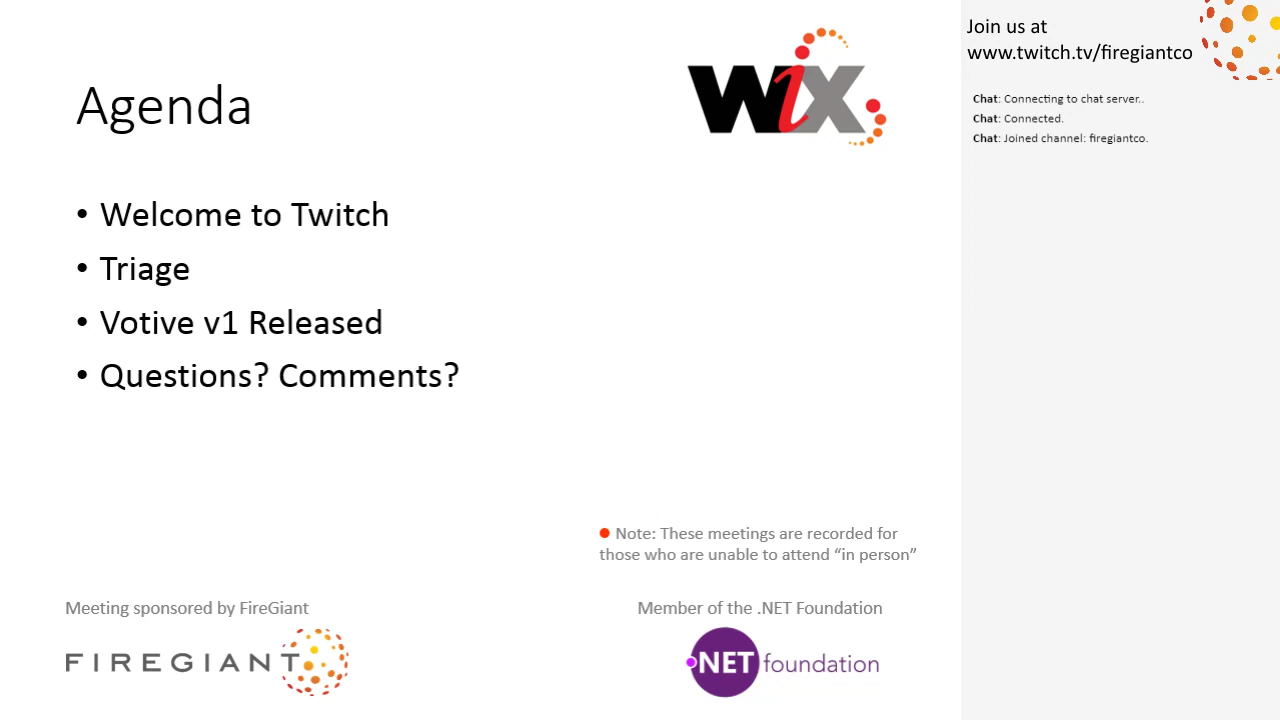 Agenda
WiX
• Welcome to Twitch
• Triage
• Votive v1 Released
• Questions? Comments?
Note: These meetings are recorded for
those who are unable to attend “in person”
Meeting sponsored by FireGiant
FIREGIANT
Member of the .NET Foundation
.NET foundation
Join us at
www.twitch.tv/firegiantco
Chat: Connecting to chat server..
Chat: Connected.
Chat: Joined channel: firegiantco.